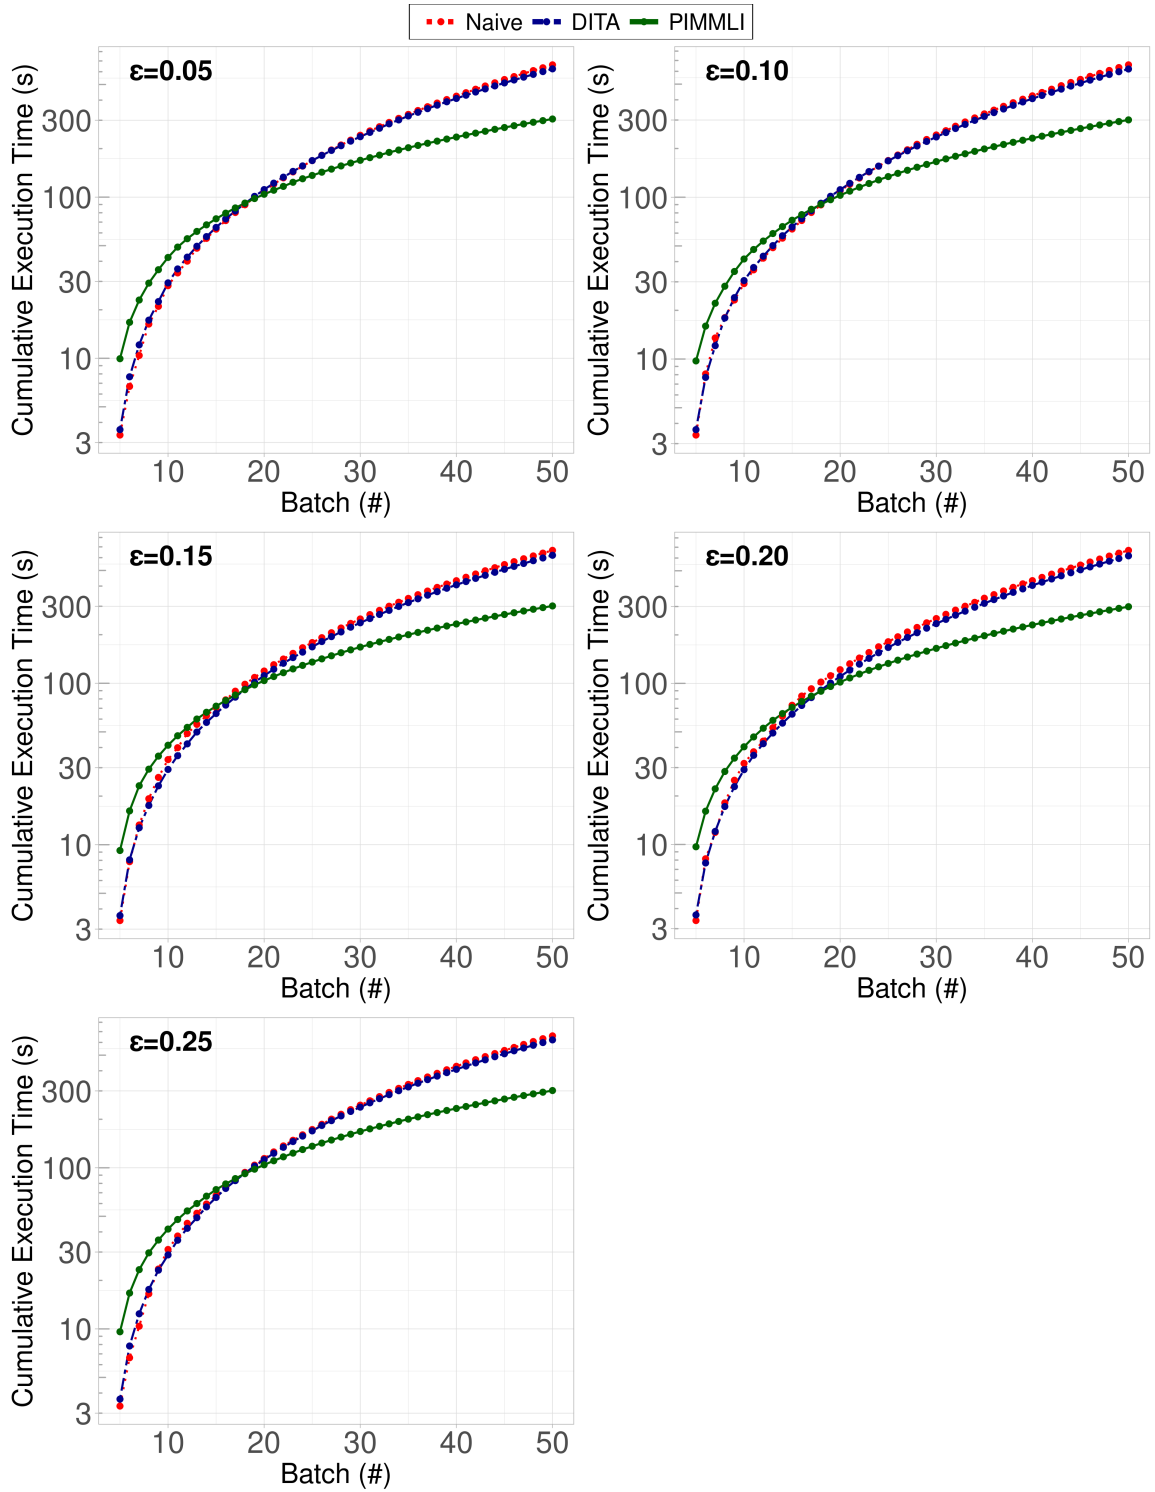 Naive DITA PIMMLI
ε=0.05
Cumulative Execution Time (s)
300
100
30
10
3
10 20 30 40 50
Batch (#)
ε=0.10
Cumulative Execution Time (s)
300
100
30
10
3
10 20 30 40 50
Batch (#)
ε=0.15
Cumulative Execution Time (s)
300
100
30
10
3
10 20 30 40 50
Batch (#)
ε=0.20
Cumulative Execution Time (s)
300
100
30
10
3
10 20 30 40 50
Batch (#)
ε=0.25
Cumulative Execution Time (s)
300
100
30
10
3
10 20 30 40 50
Batch (#)